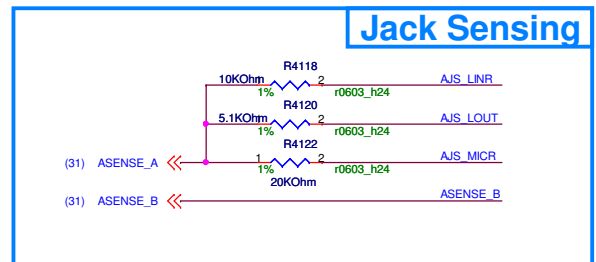 Jack Sensing
R4118
10KOhm 1 2 AJS_LINR
1% r0603_h24
R4120
5.1KOhm 1 2 AJS_LOUT
1% r0603_h24
R4122
(31) ASENSE_A 1 2 AJS_MICR
1% r0603_h24
20KOhm
(31) ASENSE_B ASENSE_B